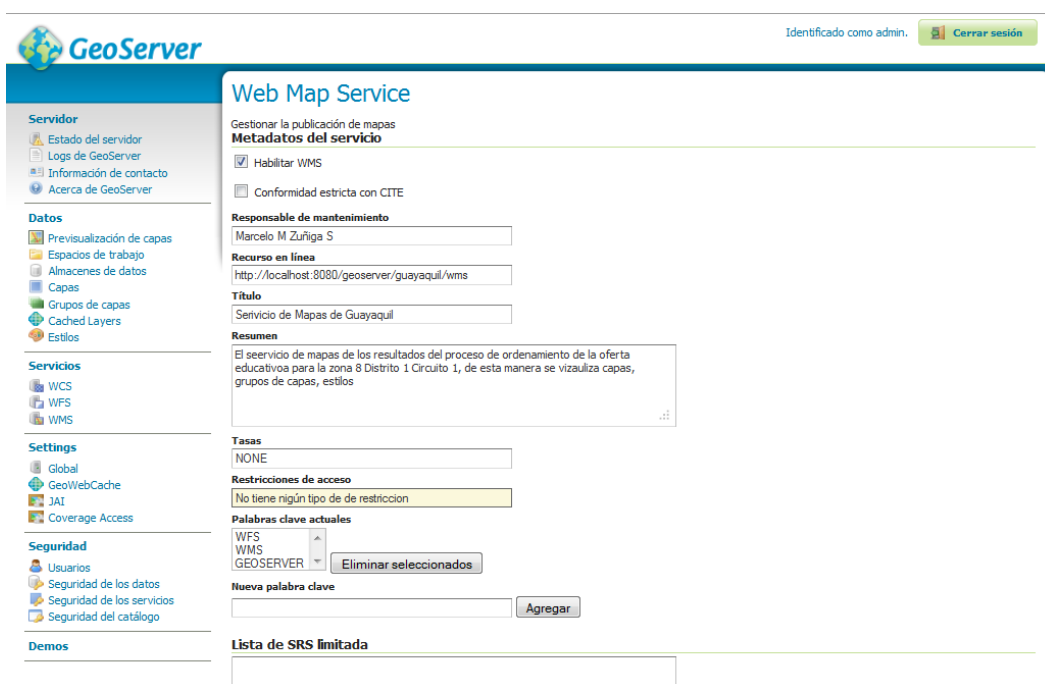 GeoServer
Identificado como admin.
Cerrar sesión
Servidor
Estado del servidor
Logs de GeoServer
Información de contacto
Acerca de GeoServer
Datos
Previsualización de capas
Espacios de trabajo
Almacenes de datos
Capas
Grupos de capas
Cached Layers
Estilos
Servicios
WCS
WFS
WMS
Settings
Global
GeoWebCache
JAI
Coverage Access
Seguridad
Usuarios
Seguridad de los datos
Seguridad de los servicios
Seguridad del catálogo
Demos
Web Map Service
Gestionar la publicación de mapas
Metadatos del servicio
Habilitar WMS
Conformidad estricta con CITE
Responsable de mantenimiento
Marcelo M Zuñiga S
Recurso en línea
http://localhost:8080/geoserver/guayaquil/wms
Título
Serivicio de Mapas de Guayaquil
Resumen
El seervicio de mapas de los resultados del proceso de ordenamiento de la oferta
educativoa para la zona 8 Distrito 1 Circuito 1, de esta manera se vizauliza capas,
grupos de capas, estilos
Tasas
NONE
Restricciones de acceso
No tiene nigún tipo de de restriccion
Palabras clave actuales
WFS
WMS
GEOSERVER
Eliminar seleccionados
Nueva palabra clave
Agregar
Lista de SRS limitada